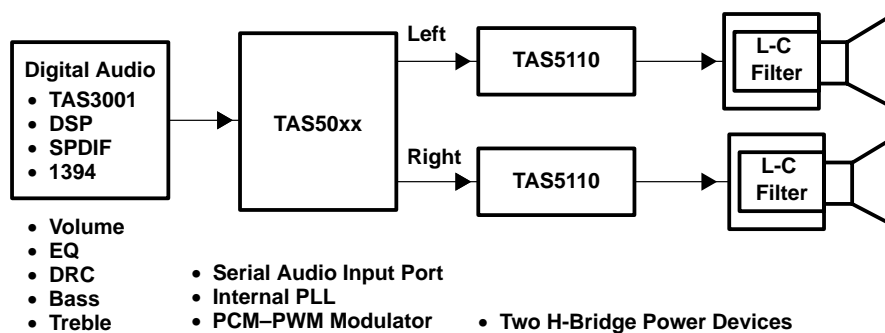 Digital Audio
• TAS3001
• DSP
• SPDIF
• 1394
TAS50xx
Left
Right
TAS5110
TAS5110
L-C
Filter
L-C
Filter
• Volume
• EQ
• DRC
• Bass
• Treble
• Serial Audio Input Port
• Internal PLL
• PCM–PWM Modulator
• Two H-Bridge Power Devices